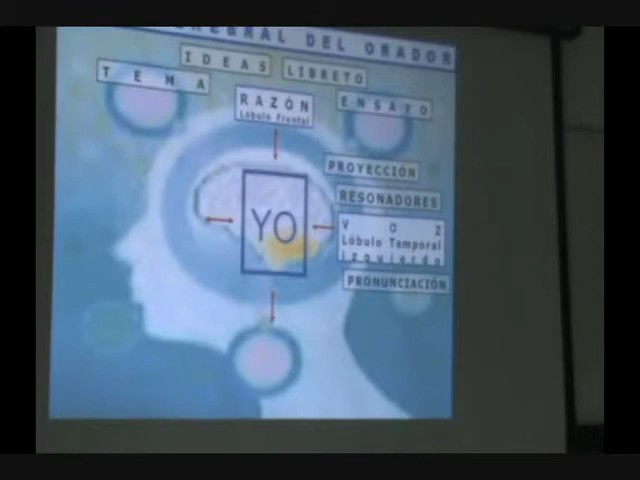 CEREBRAL DEL ORADOR
IDEAS
LIBRETO
TEMA
RAZÓN
Lóbulo Frontal
ENSAYO
PROYECCIÓN
RESONADORES
YO
VOZ
Lóbulo Temporal
izquierdo
PRONUNCIACIÓN